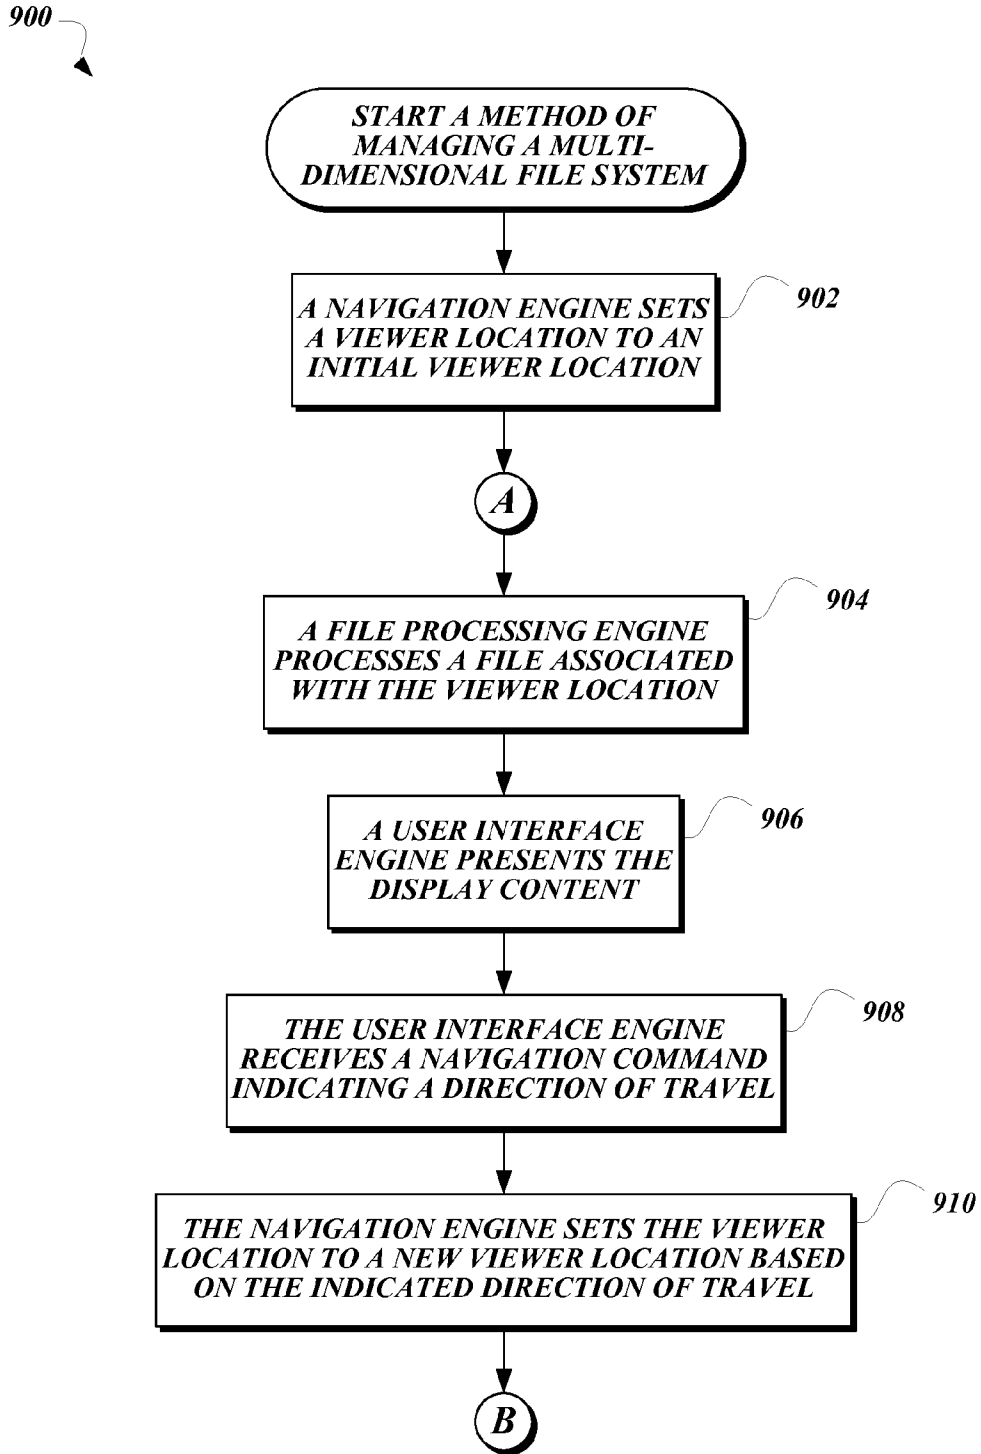 900
START A METHOD OF
MANAGING A MULTI-
DIMENSIONAL FILE SYSTEM
A NAVIGATION ENGINE SETS
A VIEWER LOCATION TO AN
INITIAL VIEWER LOCATION
902
A
A FILE PROCESSING ENGINE
PROCESSES A FILE ASSOCIATED
WITH THE VIEWER LOCATION
904
A USER INTERFACE
ENGINE PRESENTS THE
DISPLAY CONTENT
906
THE USER INTERFACE ENGINE
RECEIVES A NAVIGATION COMMAND
INDICATING A DIRECTION OF TRAVEL
908
THE NAVIGATION ENGINE SETS THE VIEWER
LOCATION TO A NEW VIEWER LOCATION BASED
ON THE INDICATED DIRECTION OF TRAVEL
910
B